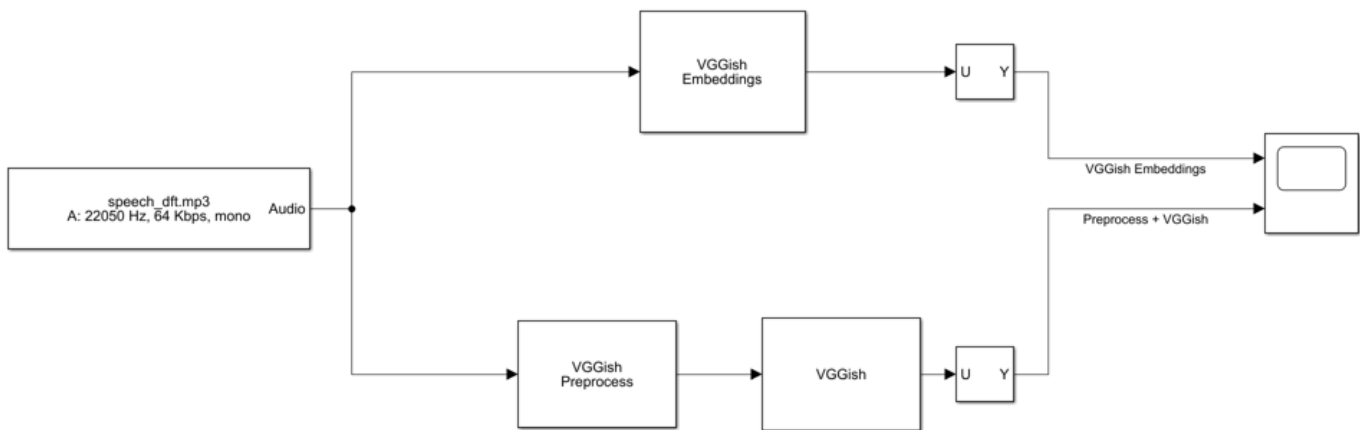 VGGish
Embeddings
U Y
VGGish Embeddings
speech_dft.mp3
A: 22050 Hz, 64 Kbps, mono
Audio
Preprocess + VGGish
VGGish
Preprocess
VGGish
U Y